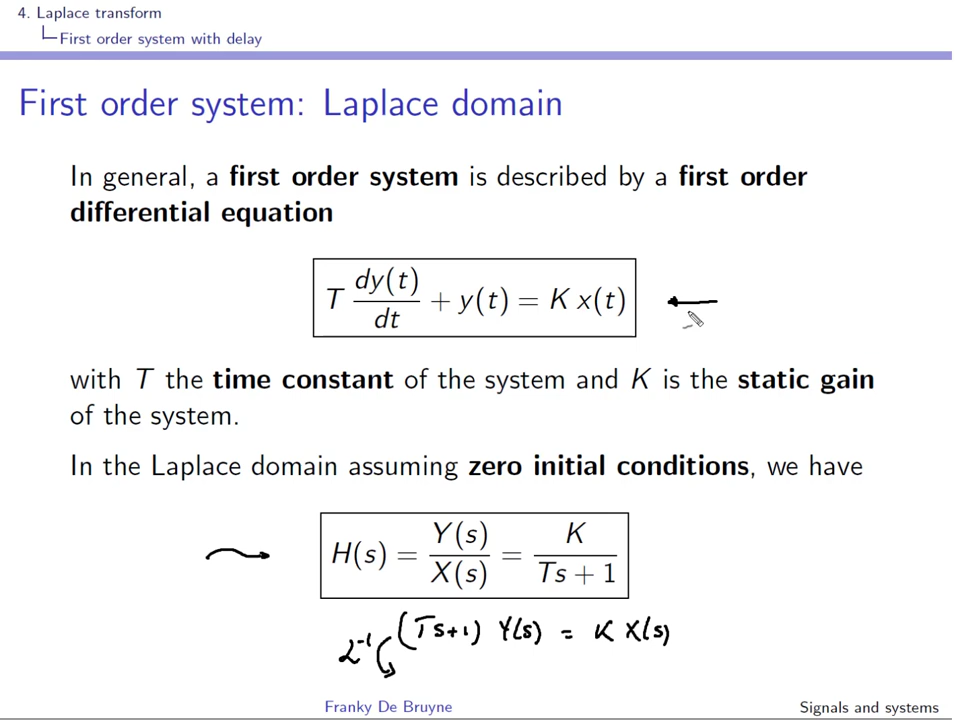 4. Laplace transform
First order system with delay
First order system: Laplace domain
In general, a first order system is described by a first order
differential equation
T dy(t)/dt + y(t) = K x(t)
with T the time constant of the system and K is the static gain
of the system.
In the Laplace domain assuming zero initial conditions, we have
H(s) = Y(s)/X(s) = K/(Ts + 1)
(Ts+1) Y(s) = K X(s)
ℒ⁻¹
Franky De Bruyne Signals and systems